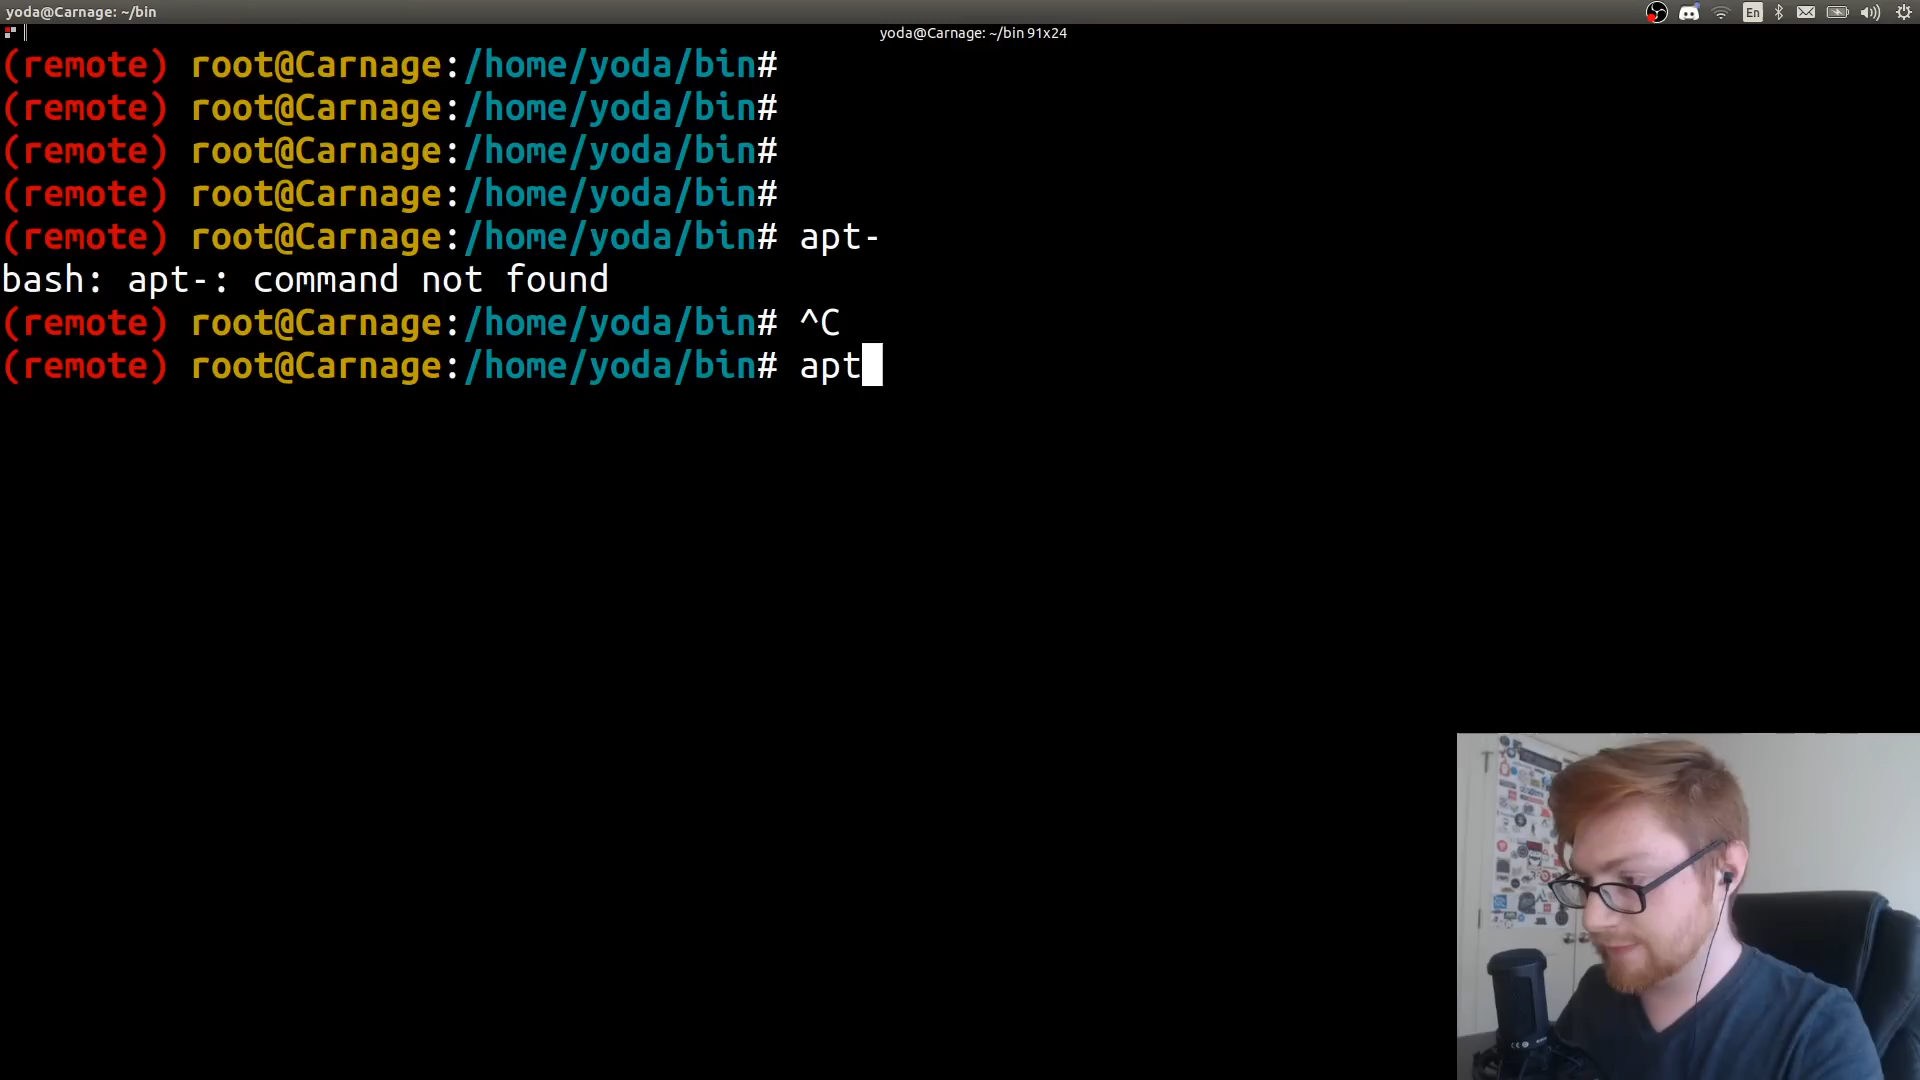 yoda@Carnage: ~/bin
En
yoda@Carnage: ~/bin 91x24
(remote) root@Carnage:/home/yoda/bin#
(remote) root@Carnage:/home/yoda/bin#
(remote) root@Carnage:/home/yoda/bin#
(remote) root@Carnage:/home/yoda/bin#
(remote) root@Carnage:/home/yoda/bin# apt-
bash: apt-: command not found
(remote) root@Carnage:/home/yoda/bin# ^C
(remote) root@Carnage:/home/yoda/bin# apt